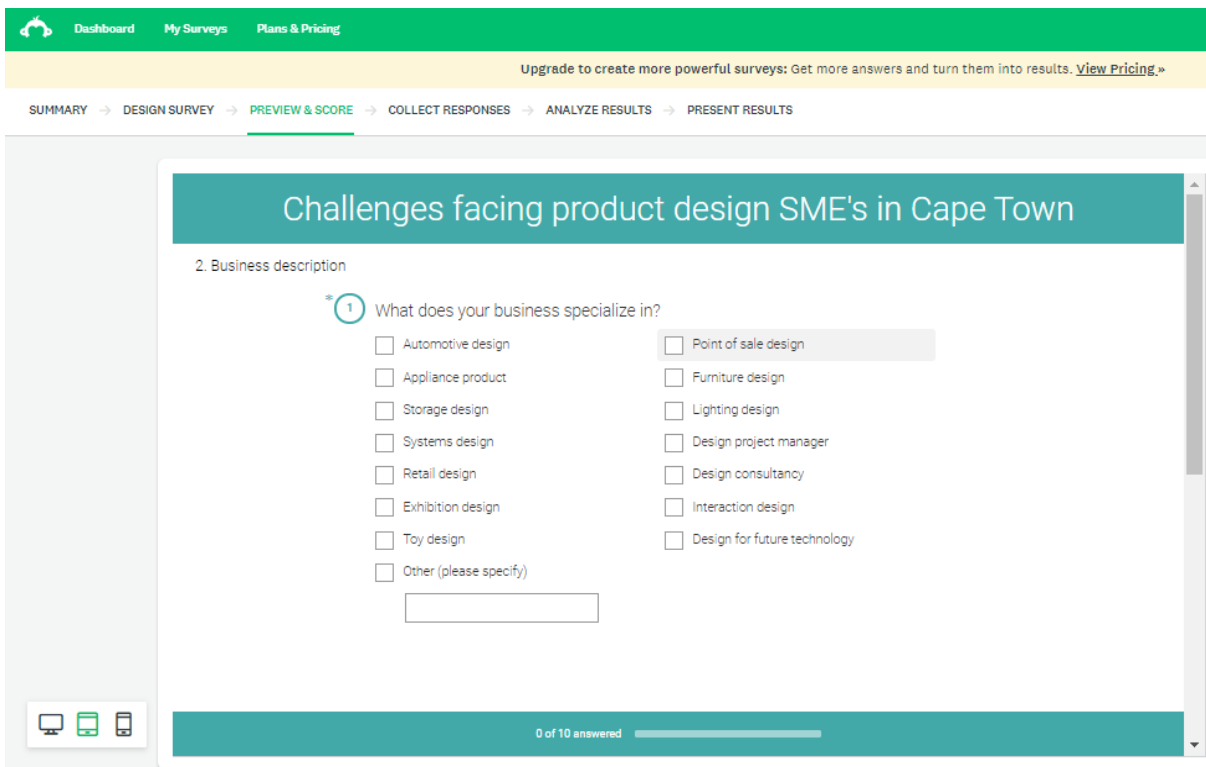 Dashboard My Surveys Plans & Pricing
Upgrade to create more powerful surveys: Get more answers and turn them into results. View Pricing »
SUMMARY → DESIGN SURVEY → PREVIEW & SCORE → COLLECT RESPONSES → ANALYZE RESULTS → PRESENT RESULTS
Challenges facing product design SME's in Cape Town
2. Business description
* 1 What does your business specialize in?
Automotive design Point of sale design
Appliance product Furniture design
Storage design Lighting design
Systems design Design project manager
Retail design Design consultancy
Exhibition design Interaction design
Toy design Design for future technology
Other (please specify)
0 of 10 answered